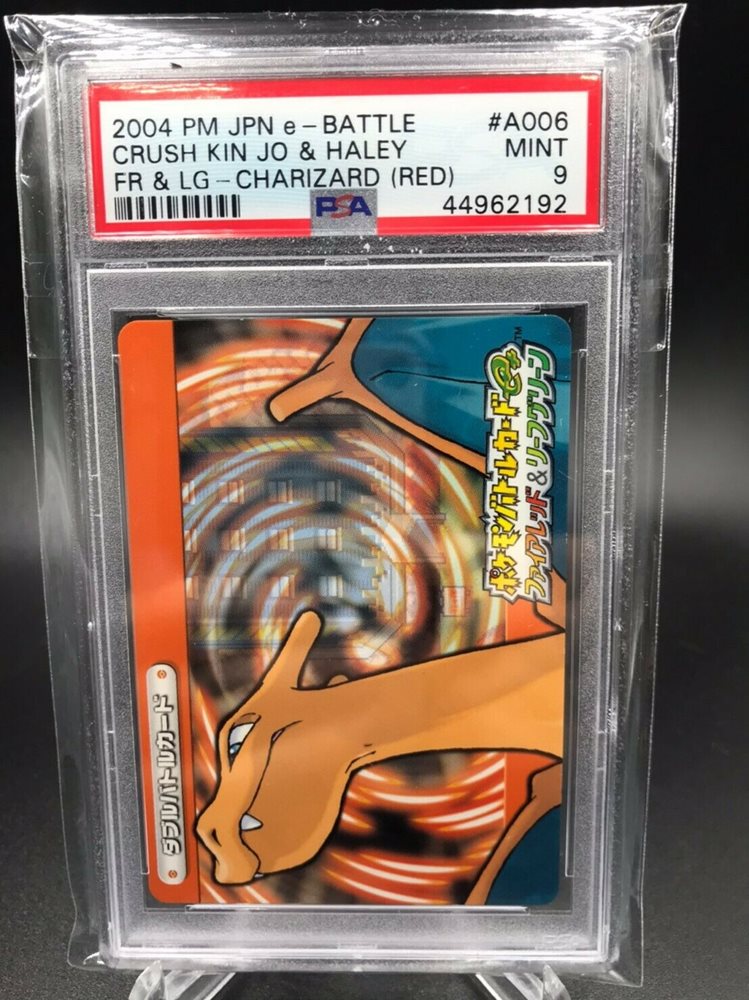 2004 PM JPN e-BATTLE #A006
CRUSH KIN JO & HALEY MINT
FR & LG-CHARIZARD (RED) 9
PSA 44962192
ポケモンバトルカードe+™
ファイアレッド&リーフグリーン
ダブルバトルカード